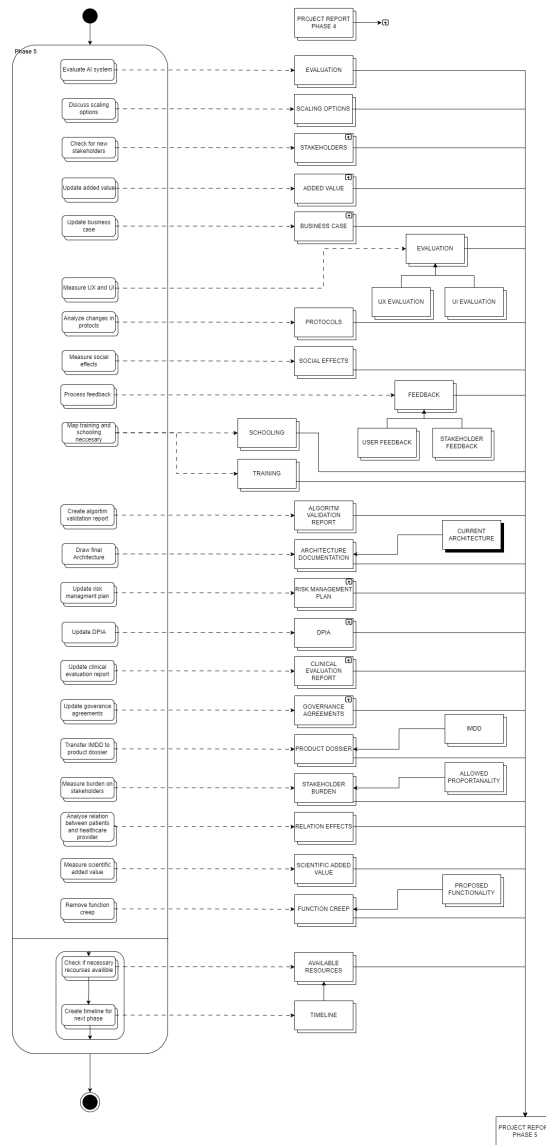 PROJECT REPORT
PHASE 4
Phase 5
Evaluate AI system
EVALUATION
Discuss scaling
options
SCALING OPTIONS
Check for new
stakeholders
STAKEHOLDERS
Update added value
ADDED VALUE
Update business
case
BUSINESS CASE
EVALUATION
UX EVALUATION
UI EVALUATION
Measure UX and UI
Analyze changes in
protocls
PROTOCOLS
Measure social
effects
SOCIAL EFFECTS
Process feedback
FEEDBACK
USER FEEDBACK
STAKEHOLDER
FEEDBACK
Map training and
schooling
neccesary
SCHOOLING
TRAINING
Create algortim
validation report
ALGORITM
VALIDATION
REPORT
CURRENT
ARCHITECTURE
Draw final
Architecture
ARCHITECTURE
DOCUMENTATION
Update risk
managment plan
RISK MANAGEMENT
PLAN
Update DPIA
DPIA
Update clinical
evaluation report
CLINICAL
EVALUATION
REPORT
Update goverance
agreements
GOVERNANCE
AGREEMENTS
Transfer IMDD to
product dossier
PRODUCT DOSSIER
IMDD
Measure burden on
stakeholders
STAKEHOLDER
BURDEN
ALLOWED
PROPORTANALITY
Analyse relation
between patients
and healthcare
provider
RELATION EFFECTS
Measure scientific
added value
SCIENTIFIC ADDED
VALUE
Remove function
creep
FUNCTION CREEP
PROPOSED
FUNCTIONALITY
Check if necessary
recourses availible
AVAILABLE
RESOURCES
Create timeline for
next phase
TIMELINE
PROJECT REPOR
PHASE 5